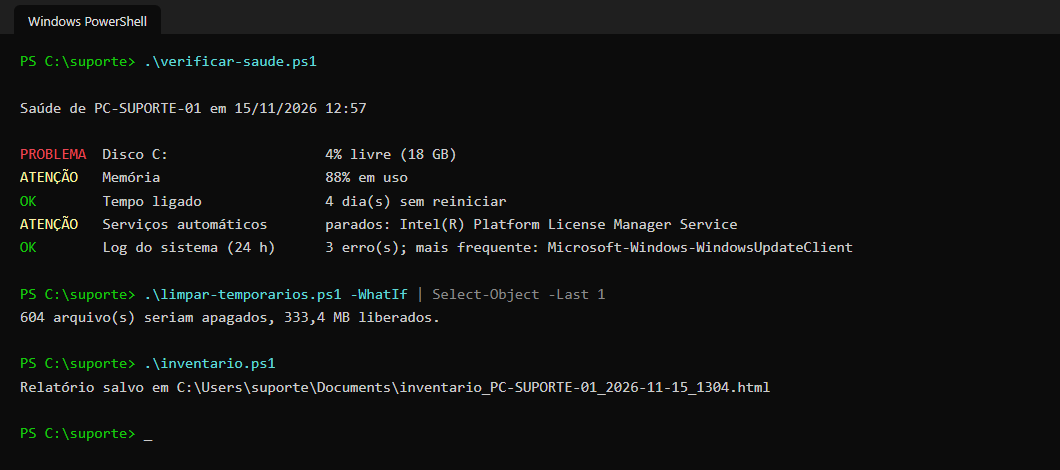 Windows PowerShell
PS C:\suporte> .\verificar-saude.ps1
Saúde de PC-SUPORTE-01 em 15/11/2026 12:57
PROBLEMA Disco C: 4% livre (18 GB)
ATENÇÃO Memória 88% em uso
OK Tempo ligado 4 dia(s) sem reiniciar
ATENÇÃO Serviços automáticos parados: Intel(R) Platform License Manager Service
OK Log do sistema (24 h) 3 erro(s); mais frequente: Microsoft-Windows-WindowsUpdateClient
PS C:\suporte> .\limpar-temporarios.ps1 -WhatIf | Select-Object -Last 1
604 arquivo(s) seriam apagados, 333,4 MB liberados.
PS C:\suporte> .\inventario.ps1
Relatório salvo em C:\Users\suporte\Documents\inventario_PC-SUPORTE-01_2026-11-15_1304.html
PS C:\suporte> _